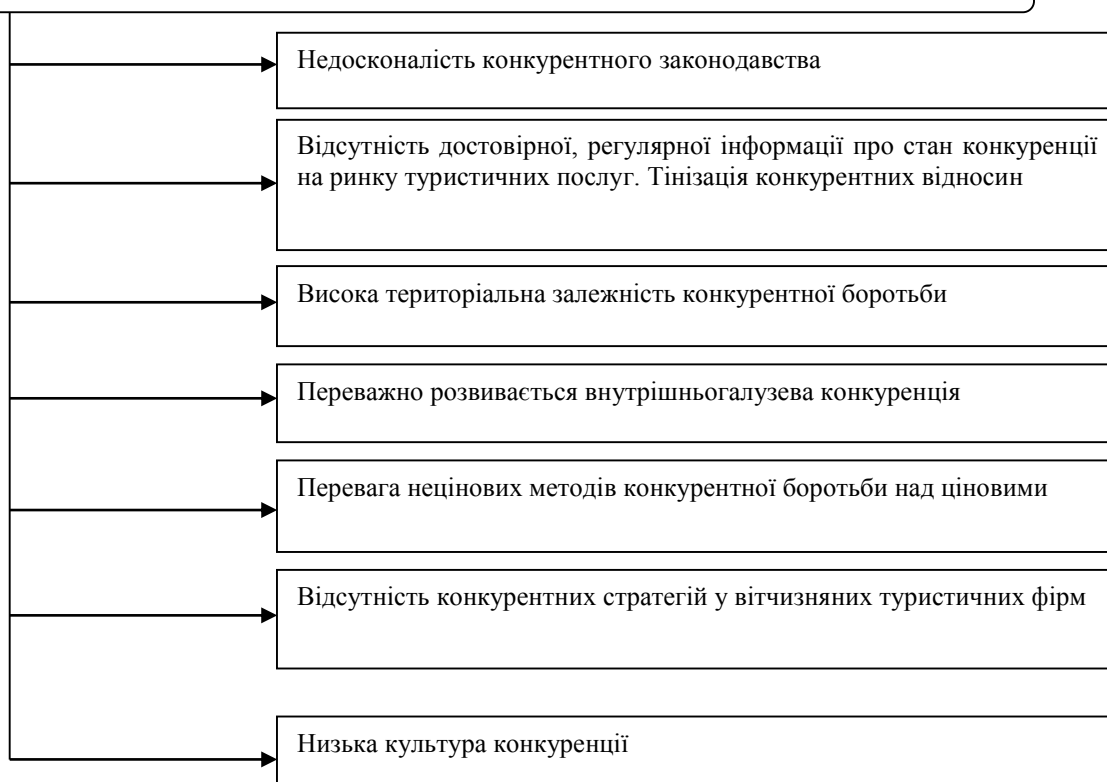 Недосконалість конкурентного законодавства
Відсутність достовірної, регулярної інформації про стан конкуренції
на ринку туристичних послуг. Тінізація конкурентних відносин
Висока територіальна залежність конкурентної боротьби
Переважно розвивається внутрішньогалузева конкуренція
Перевага нецінових методів конкурентної боротьби над ціновими
Відсутність конкурентних стратегій у вітчизняних туристичних фірм
Низька культура конкуренції